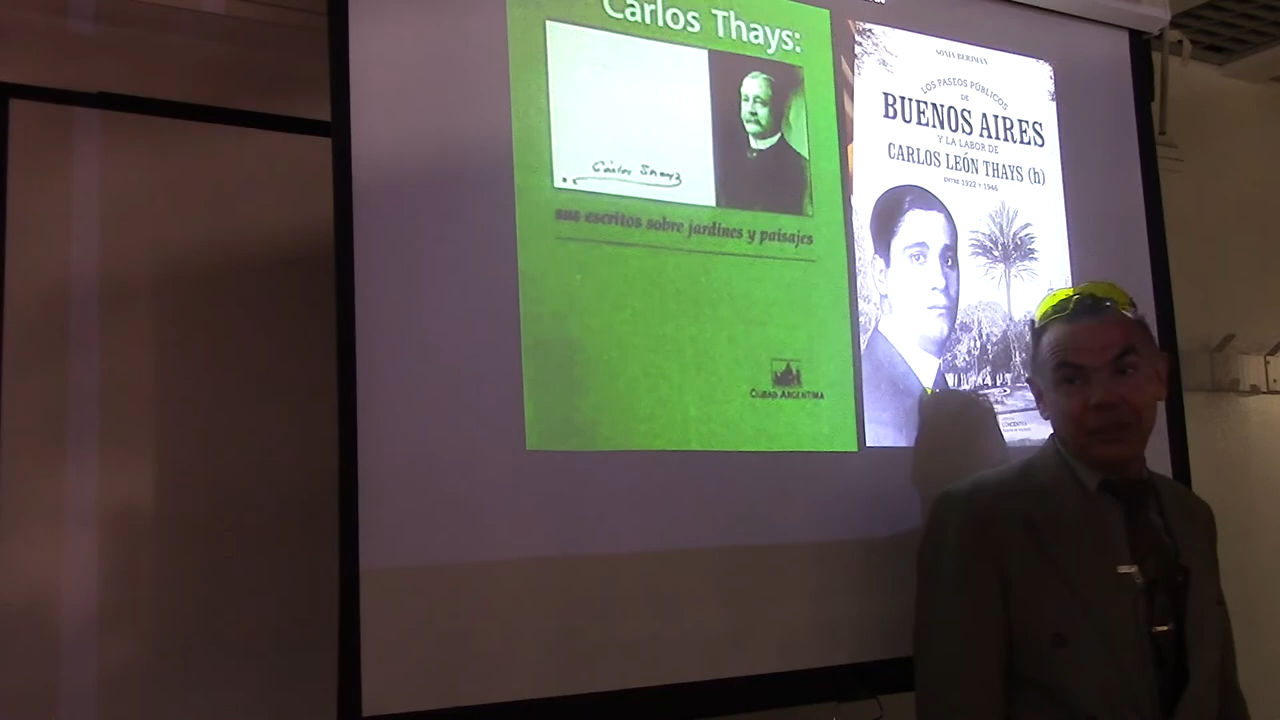 Carlos Thays:
Carlos Thays
sus escritos sobre jardines y paisajes
CIUDAD ARGENTINA
SONIA BERJMAN
LOS PASEOS PÚBLICOS
DE
BUENOS AIRES
Y LA LABOR DE
CARLOS LEÓN THAYS (h)
entre 1922 y 1946
CONCENTRA